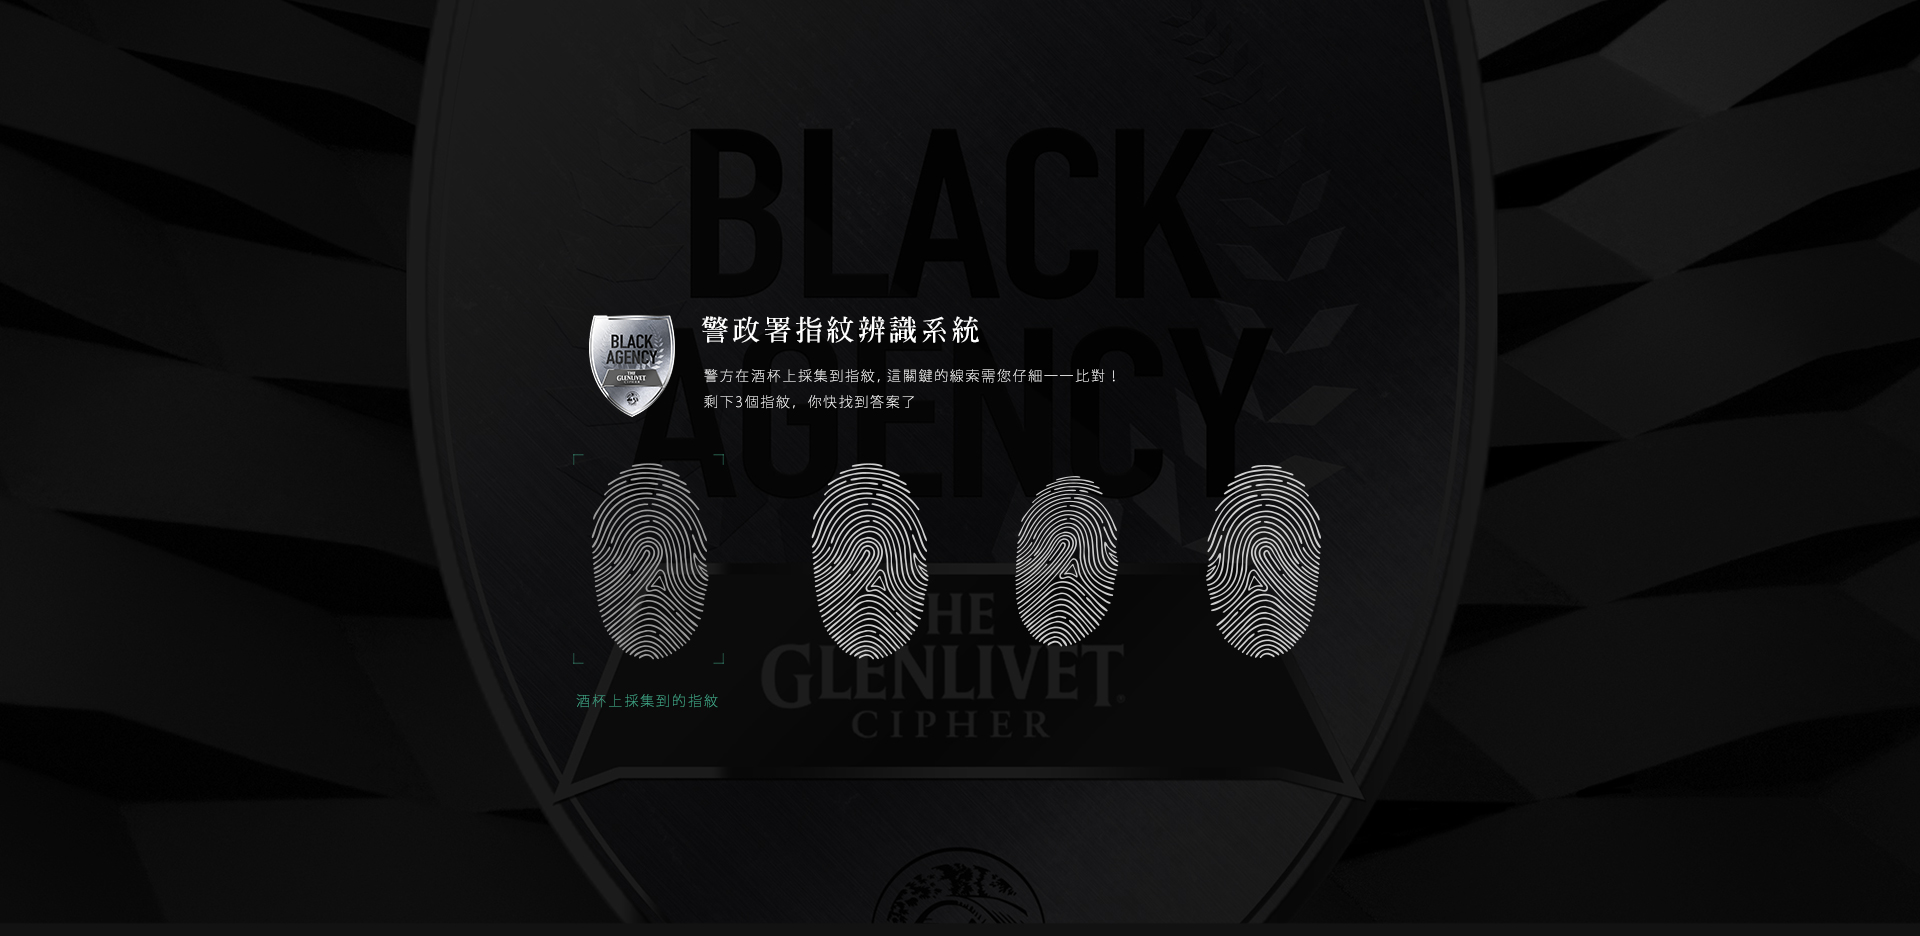 BLACK
AGENCY
THE
GLENLIVET
CIPHER
BLACK
AGENCY
THE
GLENLIVET
CIPHER
警政署指紋辨識系統
警方在酒杯上採集到指紋, 這關鍵的線索需您仔細一一比對！
剩下3個指紋，你快找到答案了
酒杯上採集到的指紋